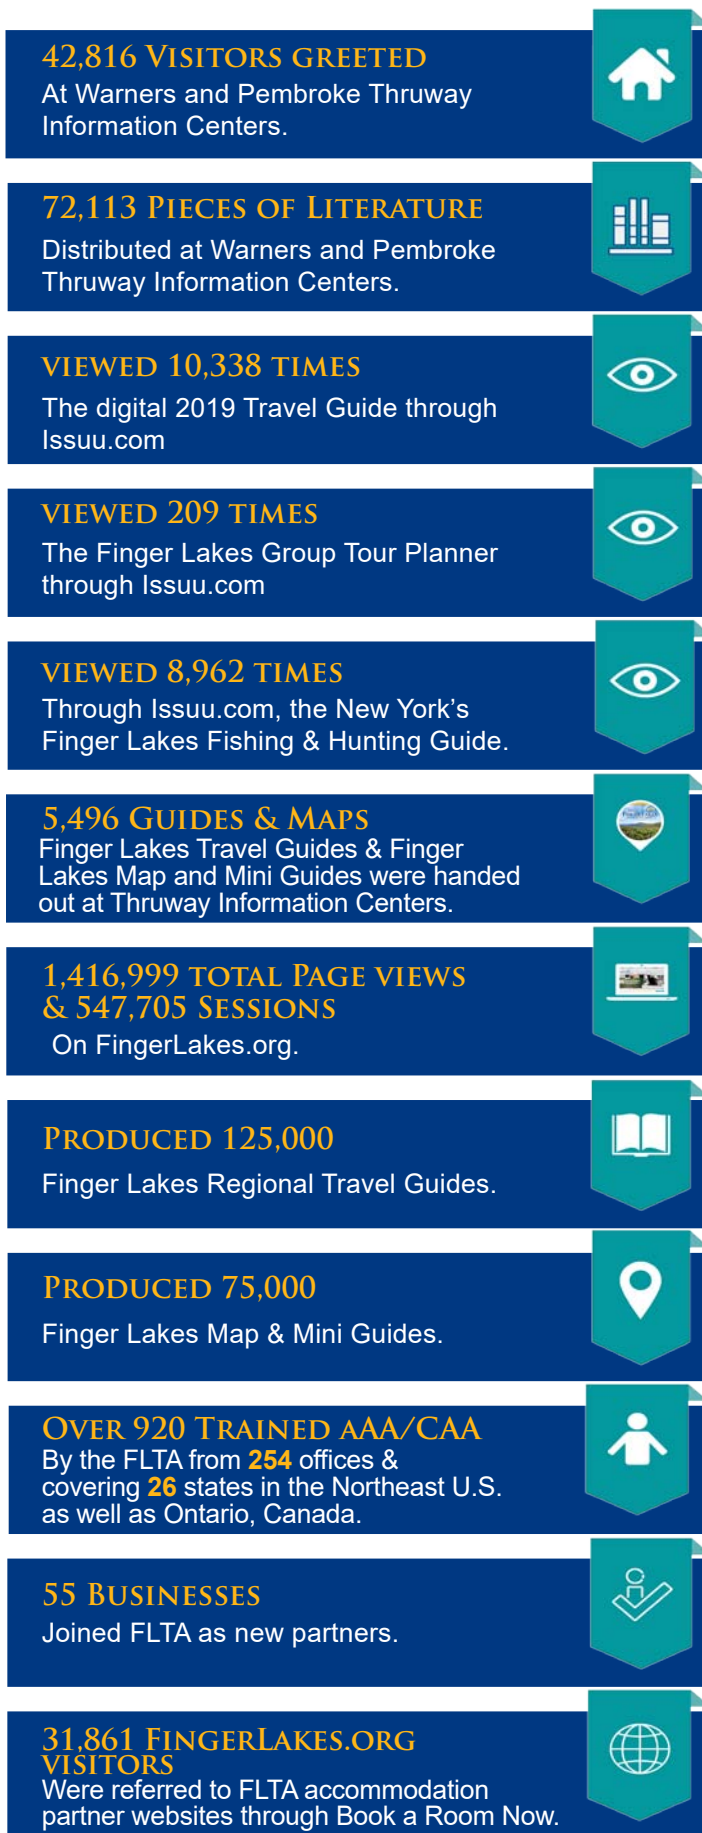 42,816 Visitors greeted
At Warners and Pembroke Thruway
Information Centers.
72,113 Pieces of Literature
Distributed at Warners and Pembroke
Thruway Information Centers.
viewed 10,338 times
The digital 2019 Travel Guide through
Issuu.com
viewed 209 times
The Finger Lakes Group Tour Planner
through Issuu.com
viewed 8,962 times
Through Issuu.com, the New York’s
Finger Lakes Fishing & Hunting Guide.
5,496 Guides & Maps
Finger Lakes Travel Guides & Finger
Lakes Map and Mini Guides were handed
out at Thruway Information Centers.
1,416,999 total Page views
& 547,705 Sessions
On FingerLakes.org.
Produced 125,000
Finger Lakes Regional Travel Guides.
Produced 75,000
Finger Lakes Map & Mini Guides.
Over 920 Trained aAA/CAA
By the FLTA from 254 offices &
covering 26 states in the Northeast U.S.
as well as Ontario, Canada.
55 Businesses
Joined FLTA as new partners.
31,861 FingerLakes.org
visitors
Were referred to FLTA accommodation
partner websites through Book a Room Now.